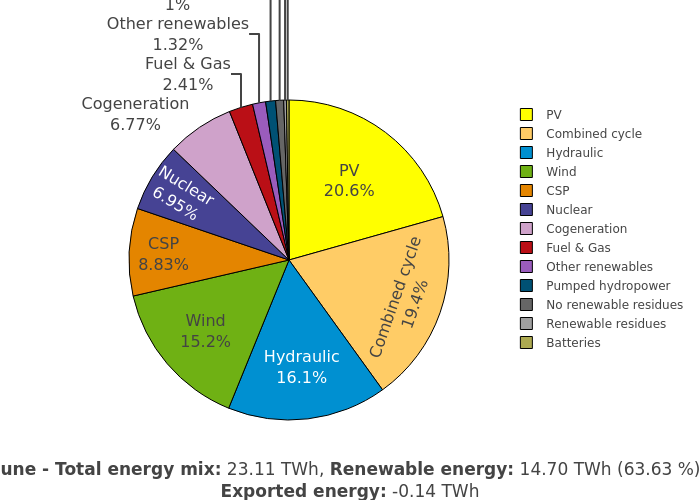 1%
Other renewables
1.32%
Fuel & Gas
2.41%
Cogeneration
6.77%
Nuclear
6.95%
CSP
8.83%
Wind
15.2%
Hydraulic
16.1%
Combined cycle
19.4%
PV
20.6%
PV
Combined cycle
Hydraulic
Wind
CSP
Nuclear
Cogeneration
Fuel & Gas
Other renewables
Pumped hydropower
No renewable residues
Renewable residues
Batteries
une - Total energy mix: 23.11 TWh, Renewable energy: 14.70 TWh (63.63 %)
Exported energy: -0.14 TWh